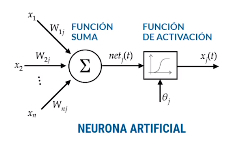 x₁
W₁ⱼ
FUNCIÓN SUMA
FUNCIÓN DE ACTIVACIÓN
x₂
W₂ⱼ
Σ
netⱼ(t)
xⱼ(t)
⋮
xₙ
Wₙⱼ
θⱼ
NEURONA ARTIFICIAL